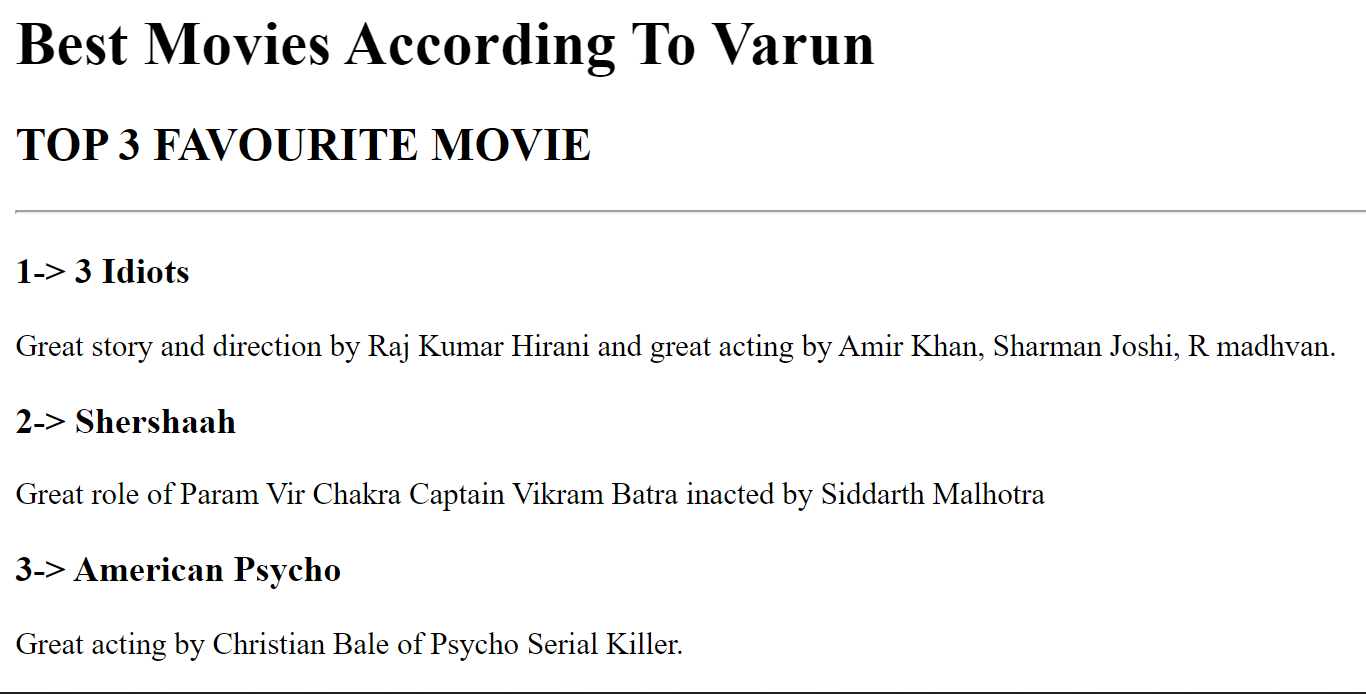 Best Movies According To Varun
TOP 3 FAVOURITE MOVIE
1-> 3 Idiots
Great story and direction by Raj Kumar Hirani and great acting by Amir Khan, Sharman Joshi, R madhvan.
2-> Shershaah
Great role of Param Vir Chakra Captain Vikram Batra inacted by Siddarth Malhotra
3-> American Psycho
Great acting by Christian Bale of Psycho Serial Killer.